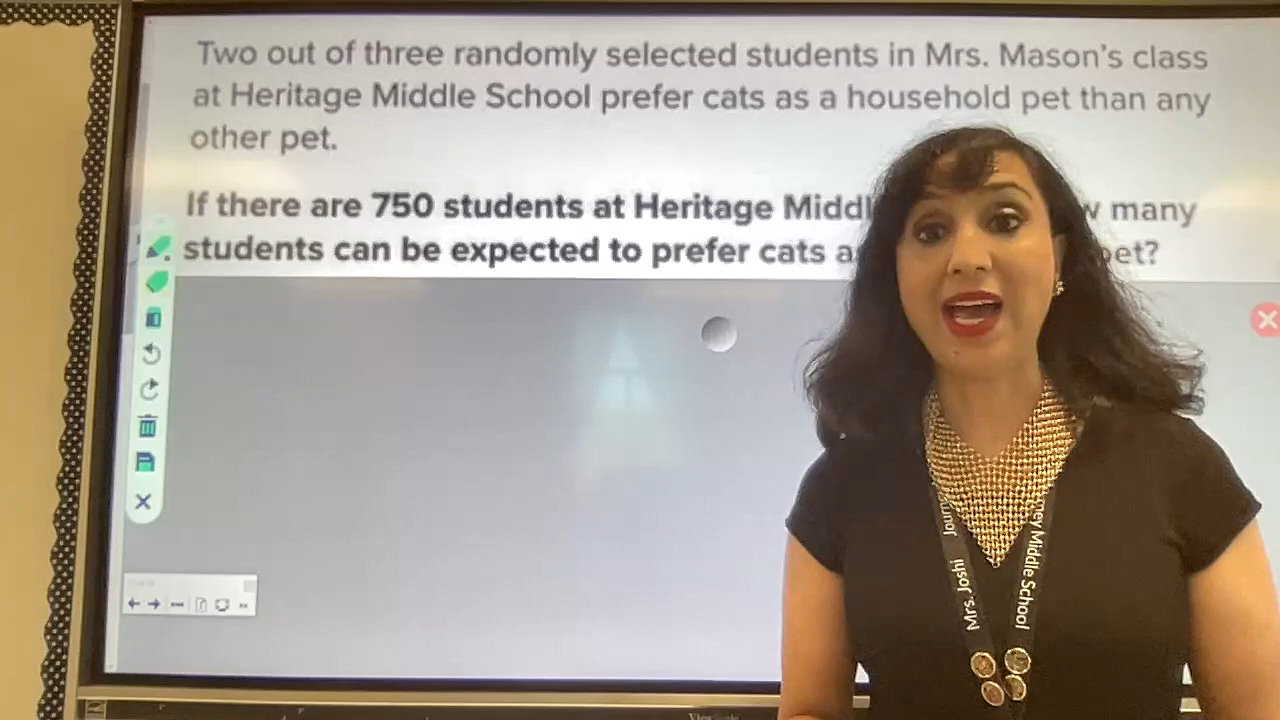 Two out of three randomly selected students in Mrs. Mason's class
at Heritage Middle School prefer cats as a household pet than any
other pet.
If there are 750 students at Heritage Middl w many
students can be expected to prefer cats a pet?
Mrs. Joshi Journ
ney Middle School